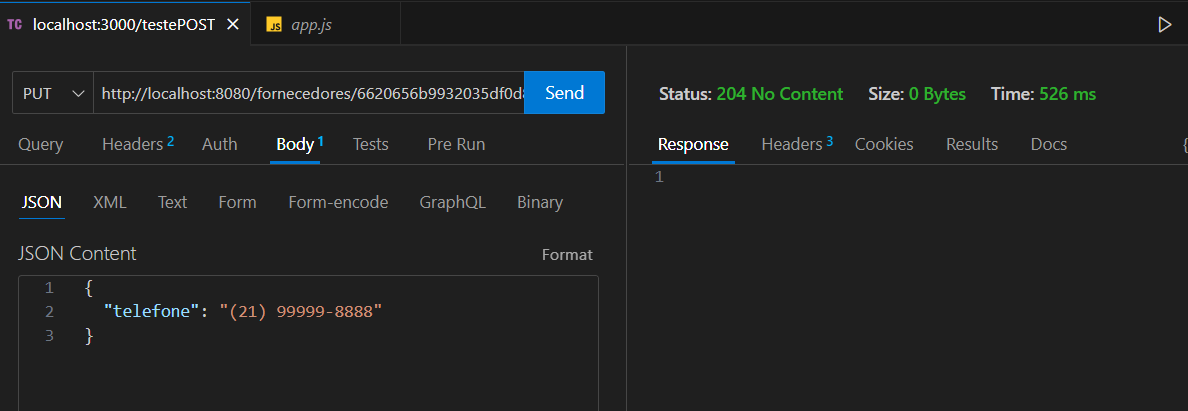 TC localhost:3000/testePOST × JS app.js
PUT http://localhost:8080/fornecedores/6620656b9932035df0d8 Send
Status: 204 No Content Size: 0 Bytes Time: 526 ms
Query Headers 2 Auth Body 1 Tests Pre Run
Response Headers 3 Cookies Results Docs {
1
JSON XML Text Form Form-encode GraphQL Binary
JSON Content Format
1 {
2 "telefone": "(21) 99999-8888"
3 }